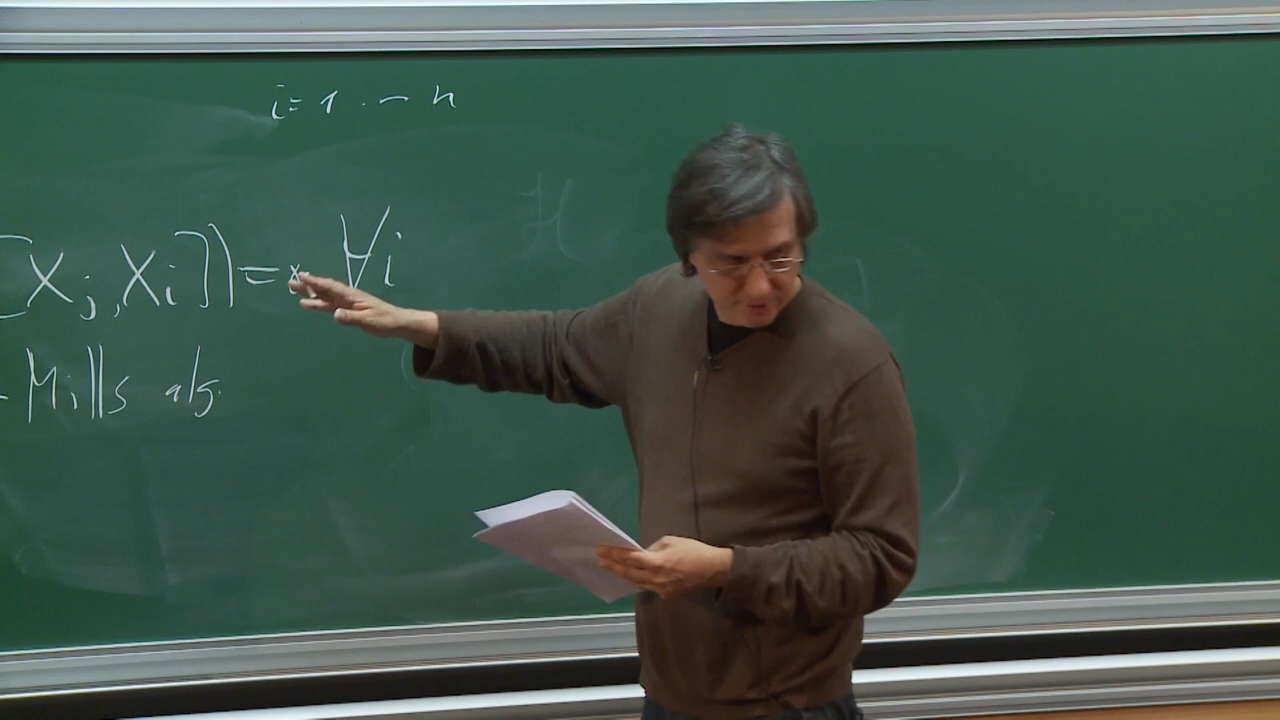 i=1 .- n
[X_j,X_i])= ∀i
-Mills alg.